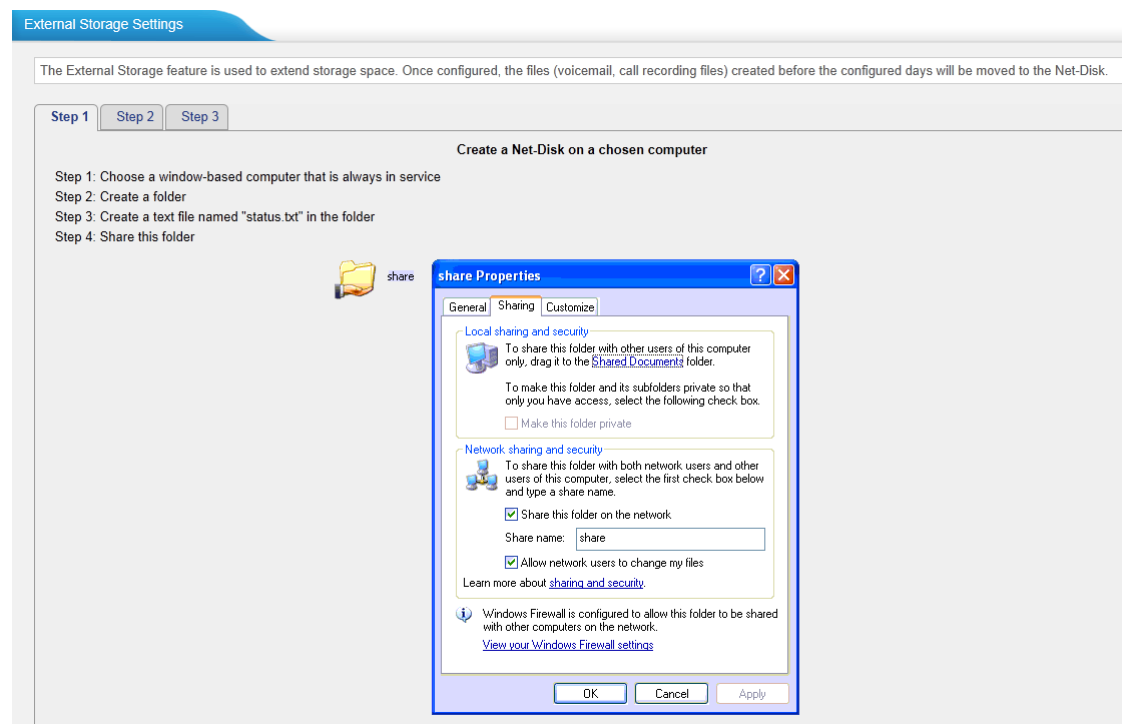 External Storage Settings
The External Storage feature is used to extend storage space. Once configured, the files (voicemail, call recording files) created before the configured days will be moved to the Net-Disk.
Step 1 Step 2 Step 3
Create a Net-Disk on a chosen computer
Step 1: Choose a window-based computer that is always in service
Step 2: Create a folder
Step 3: Create a text file named "status.txt" in the folder
Step 4: Share this folder
share
share Properties
General Sharing Customize
Local sharing and security
To share this folder with other users of this computer
only, drag it to the Shared Documents folder.
To make this folder and its subfolders private so that
only you have access, select the following check box.
Make this folder private
Network sharing and security
To share this folder with both network users and other
users of this computer, select the first check box below
and type a share name.
Share this folder on the network
Share name: share
Allow network users to change my files
Learn more about sharing and security.
Windows Firewall is configured to allow this folder to be shared
with other computers on the network.
View your Windows Firewall settings
OK Cancel Apply